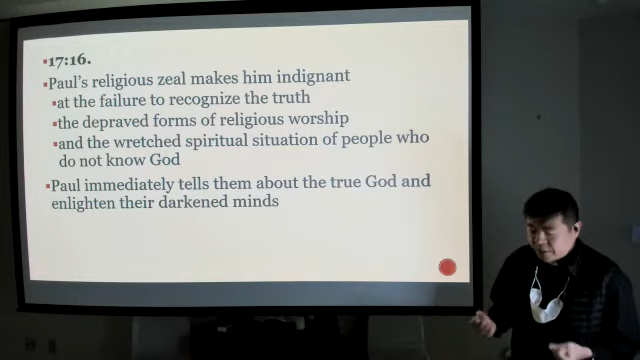 17:16.
Paul's religious zeal makes him indignant
at the failure to recognize the truth
the depraved forms of religious worship
and the wretched spiritual situation of people who
do not know God
Paul immediately tells them about the true God and
enlighten their darkened minds